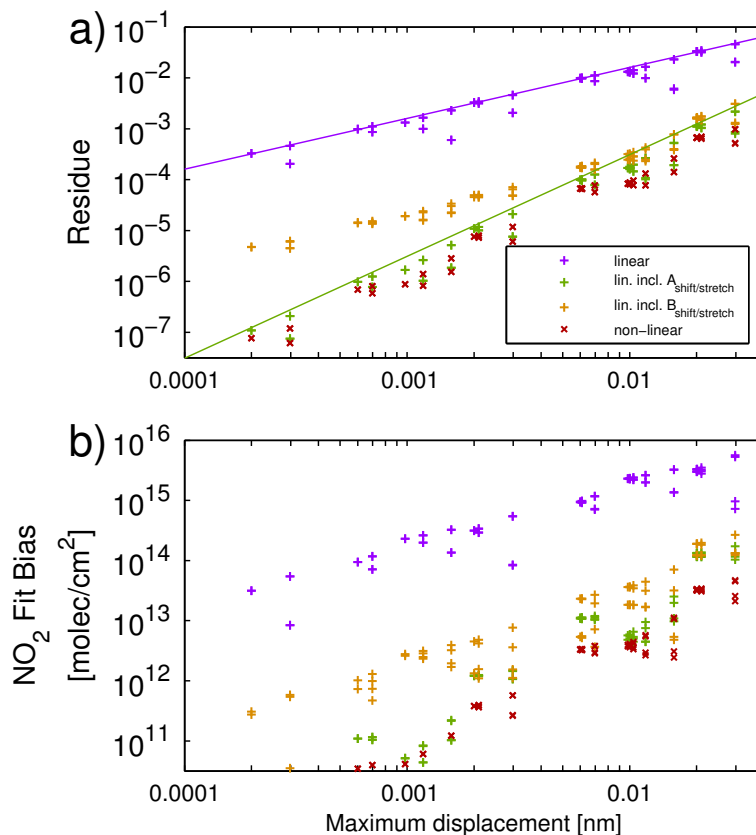 a)
10^-1
10^-2
10^-3
10^-4
10^-5
10^-6
10^-7
Residue
linear
lin. incl. A_shift/stretch
lin. incl. B_shift/stretch
non-linear
0.0001
0.001
0.01
b)
10^16
10^15
10^14
10^13
10^12
10^11
NO_2 Fit Bias
[molec/cm^2]
0.0001
0.001
0.01
Maximum displacement [nm]